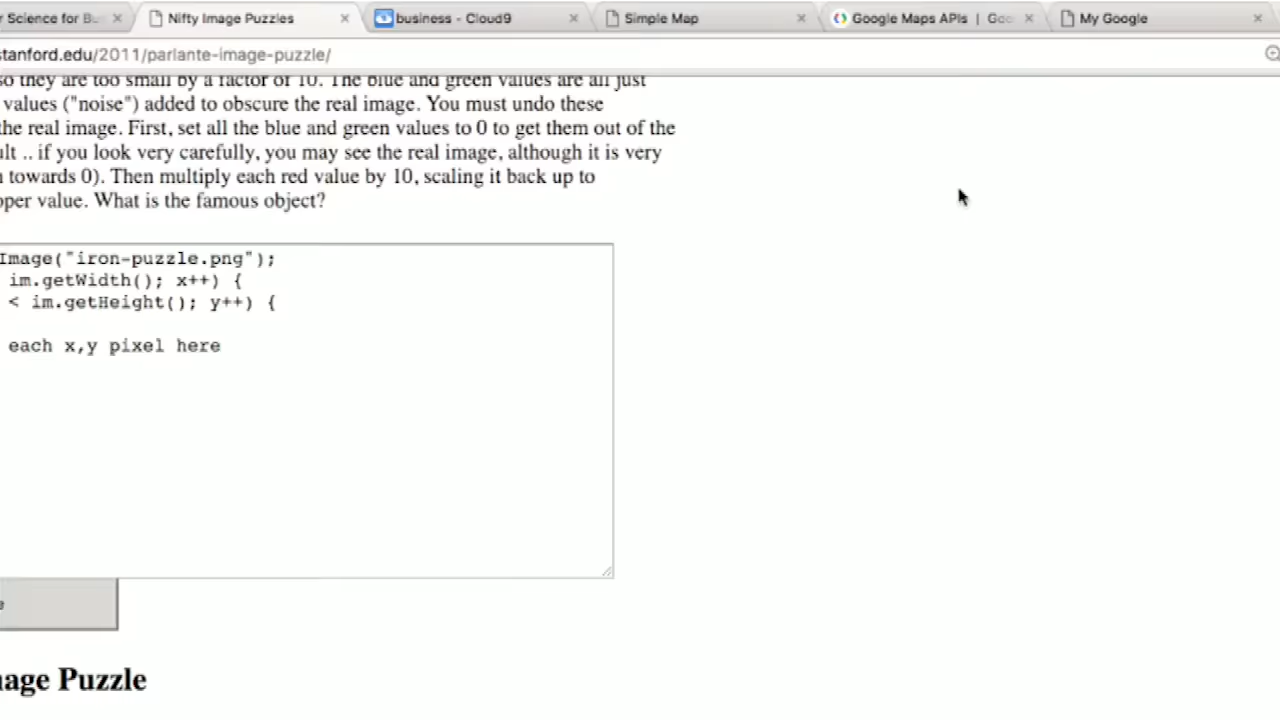 Science for Bu
Nifty Image Puzzles
business - Cloud9
Simple Map
Google Maps APIs | Goo
My Google
stanford.edu/2011/parlante-image-puzzle/
so they are too small by a factor of 10. The blue and green values are all just
values ("noise") added to obscure the real image. You must undo these
the real image. First, set all the blue and green values to 0 to get them out of the
ult .. if you look very carefully, you may see the real image, although it is very
towards 0). Then multiply each red value by 10, scaling it back up to
oper value. What is the famous object?
Image("iron-puzzle.png");
im.getWidth(); x++) {
< im.getHeight(); y++) {
each x,y pixel here
mage Puzzle